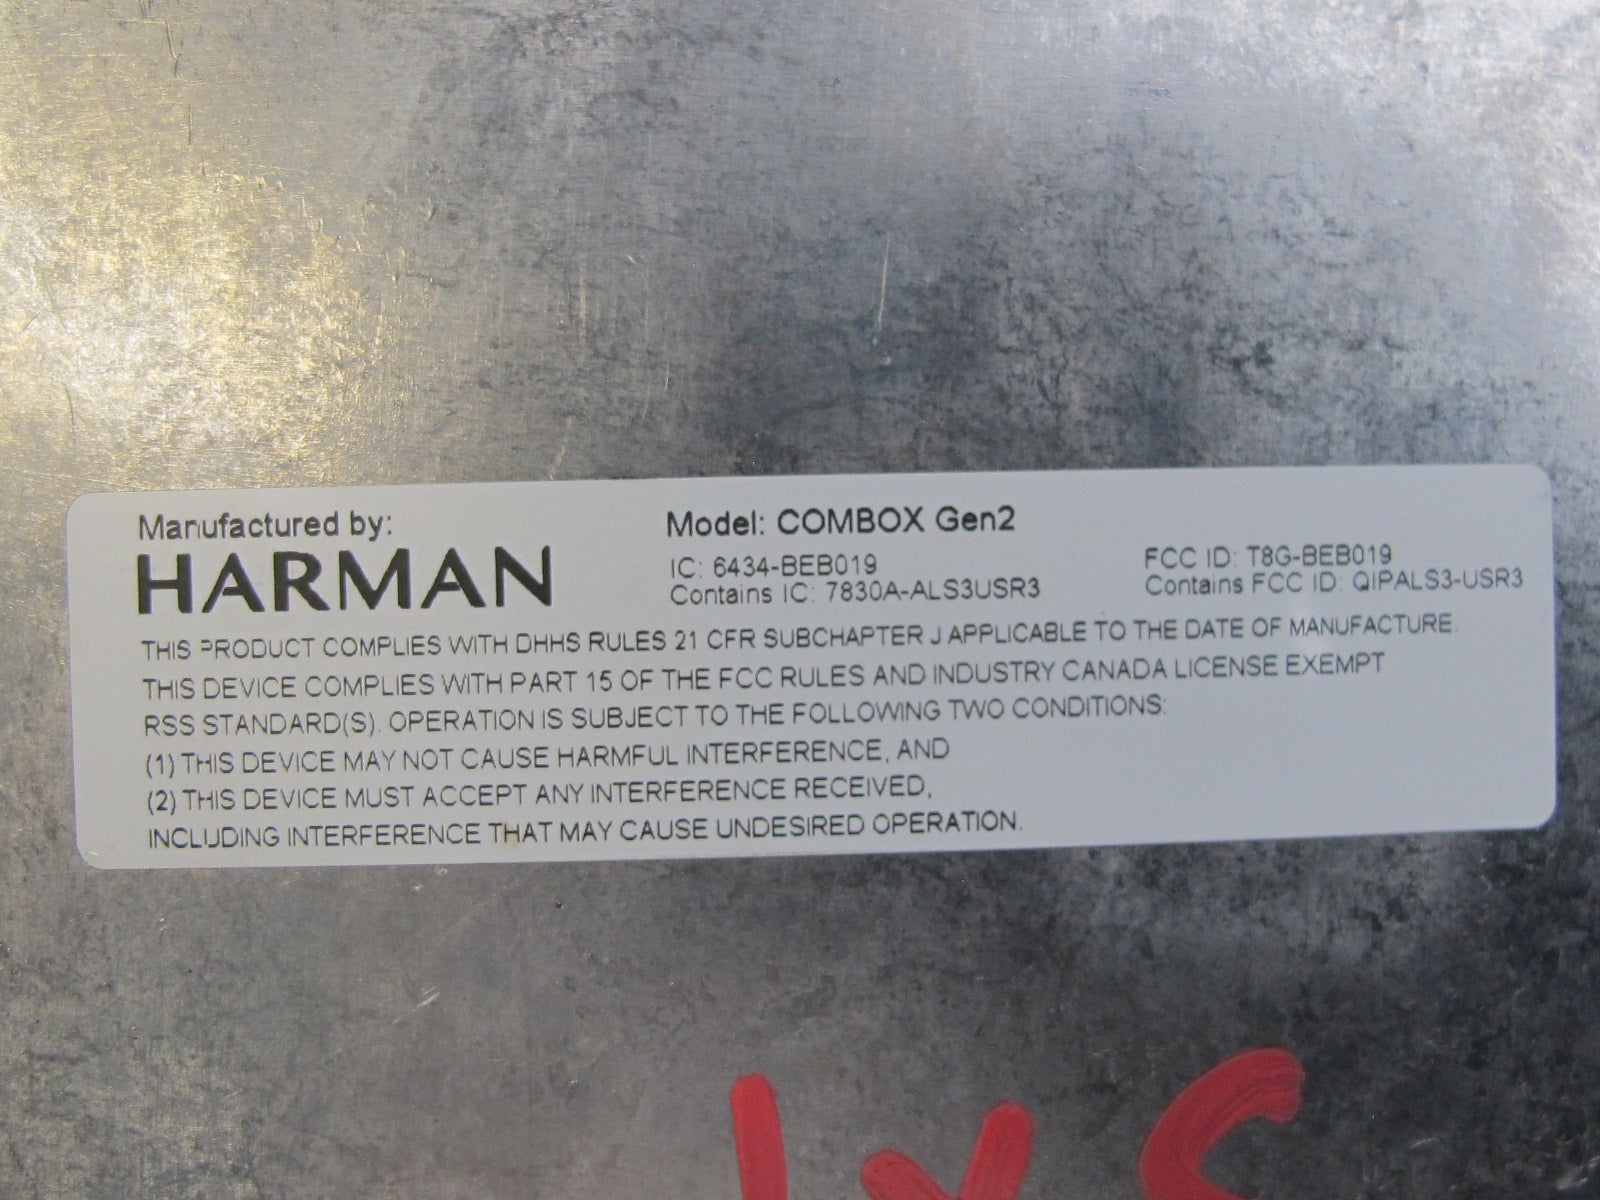 Manufactured by:
HARMAN
Model: COMBOX Gen2
IC: 6434-BEB019
Contains IC: 7830A-ALS3USR3
FCC ID: T8G-BEB019
Contains FCC ID: QIPALS3-USR3
THIS PRODUCT COMPLIES WITH DHHS RULES 21 CFR SUBCHAPTER J APPLICABLE TO THE DATE OF MANUFACTURE.
THIS DEVICE COMPLIES WITH PART 15 OF THE FCC RULES AND INDUSTRY CANADA LICENSE EXEMPT
RSS STANDARD(S). OPERATION IS SUBJECT TO THE FOLLOWING TWO CONDITIONS:
(1) THIS DEVICE MAY NOT CAUSE HARMFUL INTERFERENCE, AND
(2) THIS DEVICE MUST ACCEPT ANY INTERFERENCE RECEIVED,
INCLUDING INTERFERENCE THAT MAY CAUSE UNDESIRED OPERATION.